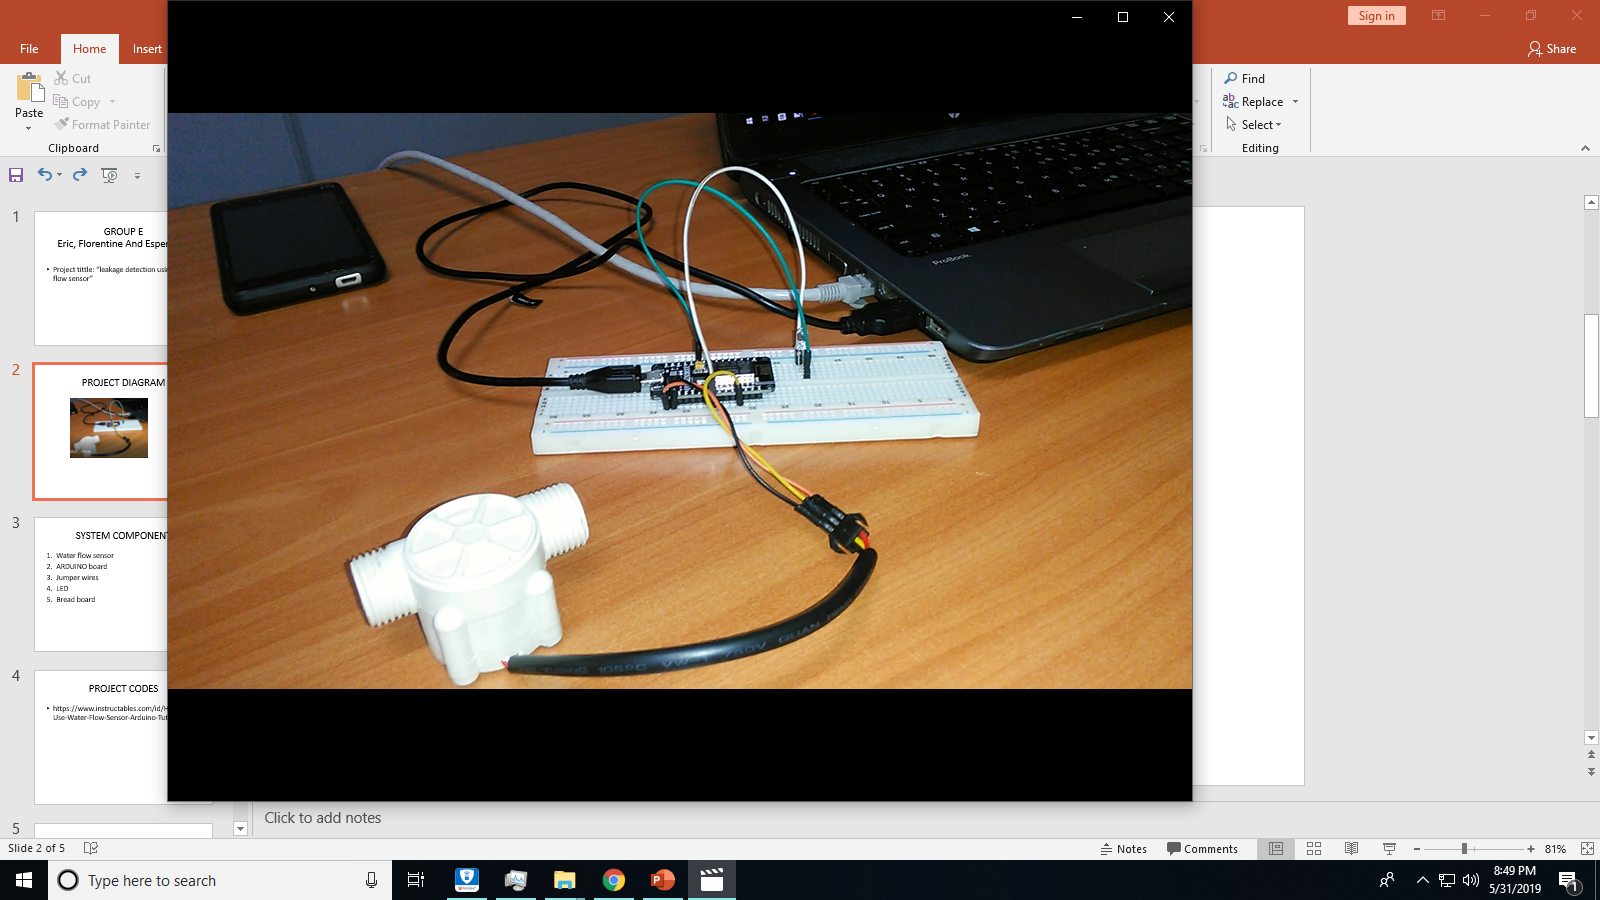 Sign in
File
Home
Insert
Share
Paste
Cut
Copy
Format Painter
Clipboard
Find
Replace
Select
Editing
1
GROUP E
Eric, Florentine And
• Project tittle: "leakage detection
flow sensor"
2
PROJECT DIAGRAM
3
SYSTEM
1. Water flow sensor
2. ARDUINO board
3. Jumper wires
4. LED
5. Bread board
4
PROJECT CODES
• https://www.instructables.com/id/
Use-Water-Flow-Sensor-Arduino-
5
ProBook
Click to add notes
Slide 2 of 5
Notes
Comments
81%
Type here to search
8:49 PM
5/31/2019
1